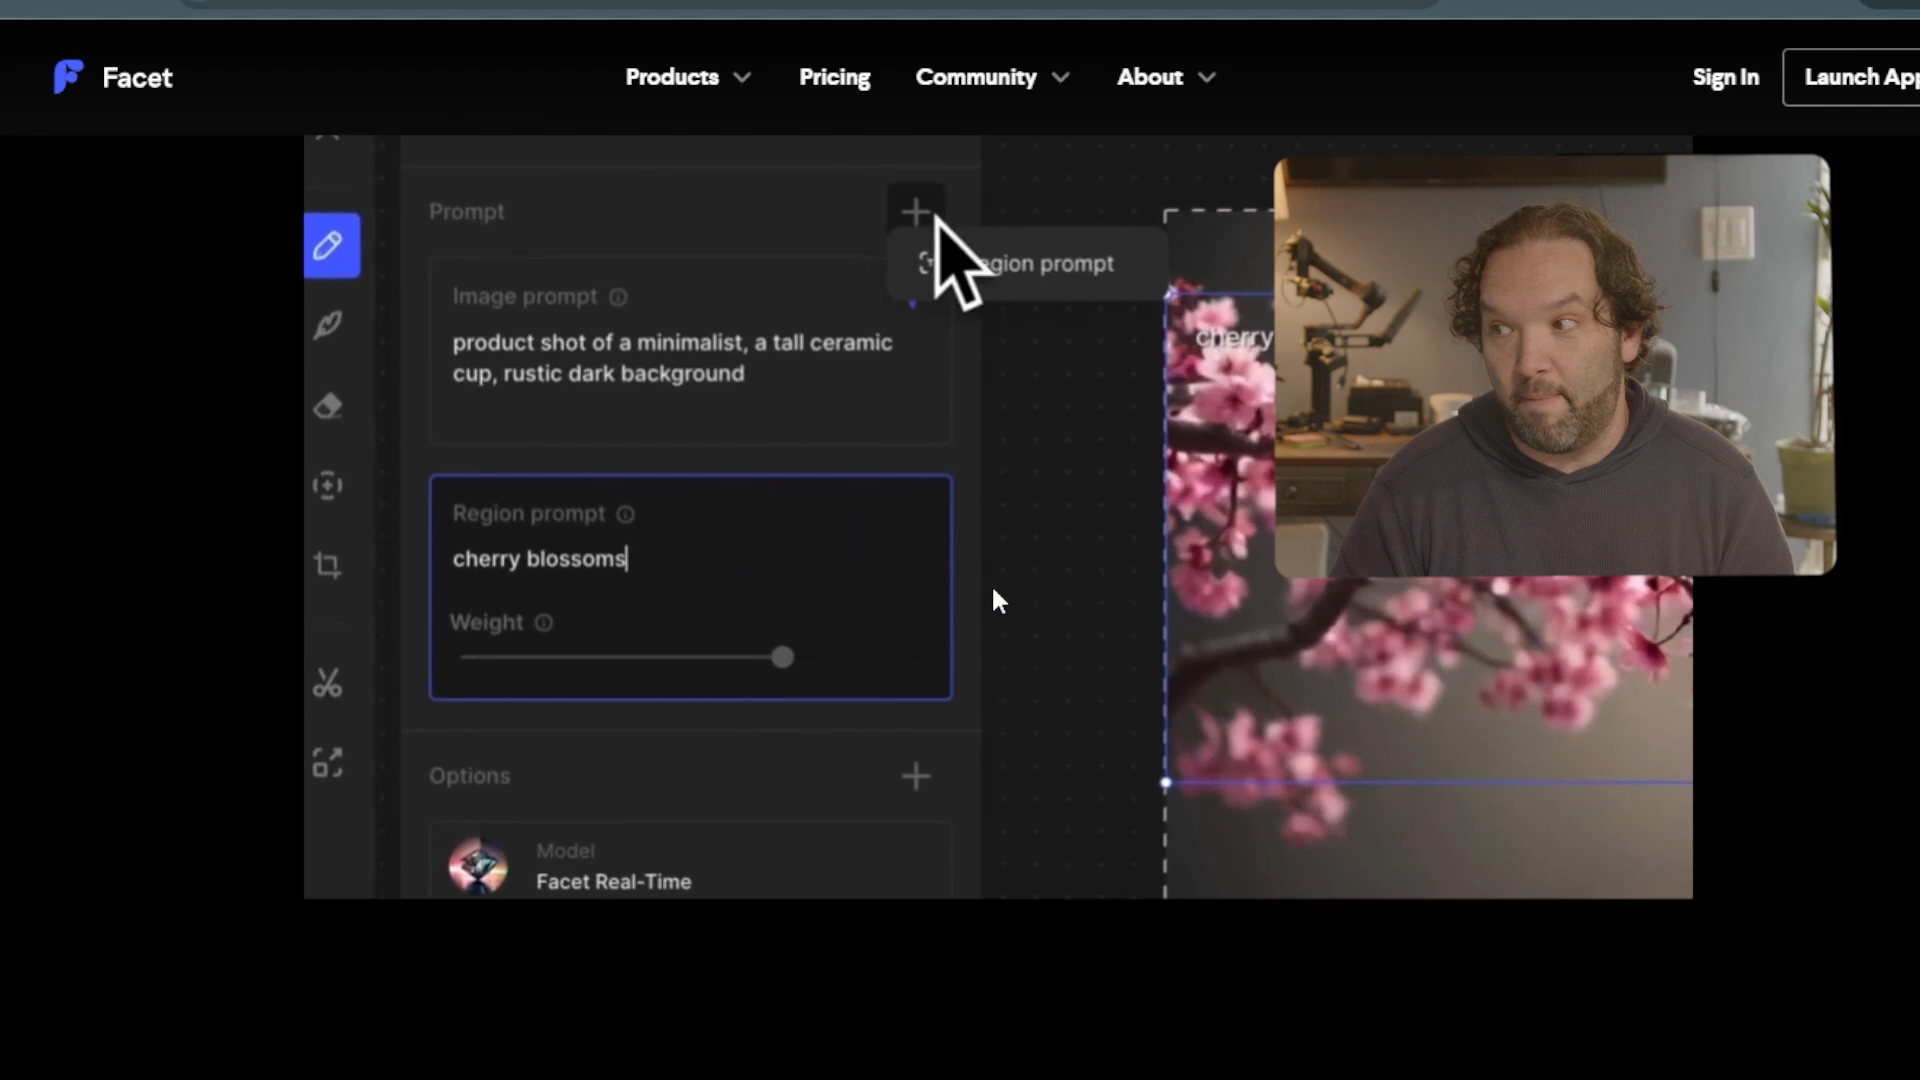 Facet
Products
Pricing
Community
About
Sign In
Launch App
Prompt
region prompt
Image prompt
product shot of a minimalist, a tall ceramic
cup, rustic dark background
cherry
Region prompt
cherry blossoms
Weight
Options
Model
Facet Real-Time